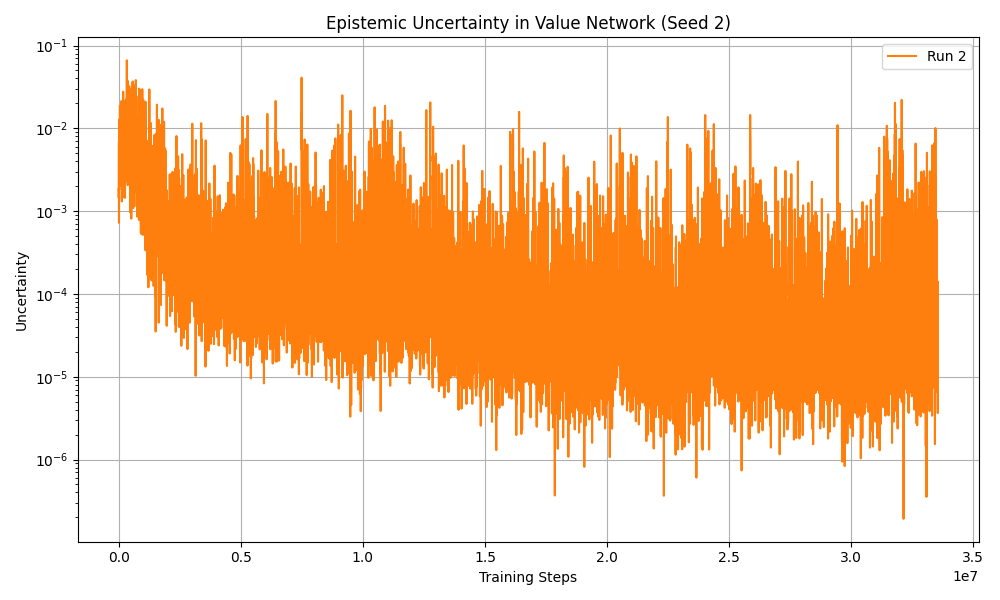 Epistemic Uncertainty in Value Network (Seed 2)
Run 2
Uncertainty
10⁻¹
10⁻²
10⁻³
10⁻⁴
10⁻⁵
10⁻⁶
0.0 0.5 1.0 1.5 2.0 2.5 3.0 3.5
1e7
Training Steps